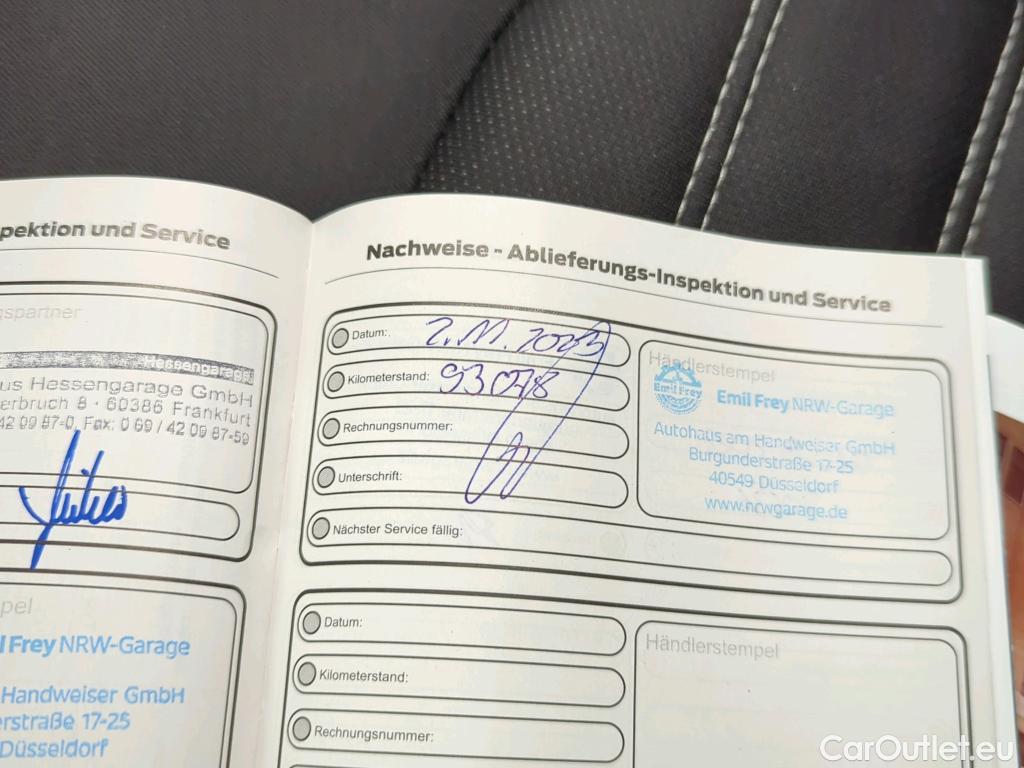 pektion und Service
gspartner
Hessengarage
us Hessengarage GmbH
erbruch 8 · 60386 Frankfurt
42 09 87-0, Fax: 0 69 / 42 09 87-59
pel
l Frey NRW-Garage
Handweiser GmbH
rstraße 17-25
Düsseldorf
Nachweise - Ablieferungs-Inspektion und Service
Datum: 2.11.2023
Kilometerstand: 93078
Rechnungsnummer:
Unterschrift:
Nächster Service fällig:
Händlerstempel
Emil Frey
Emil Frey NRW-Garage
Autohaus am Handweiser GmbH
Burgunderstraße 17-25
40549 Düsseldorf
www.nrwgarage.de
Datum:
Kilometerstand:
Rechnungsnummer:
Händlerstempel
CarOutlet.eu